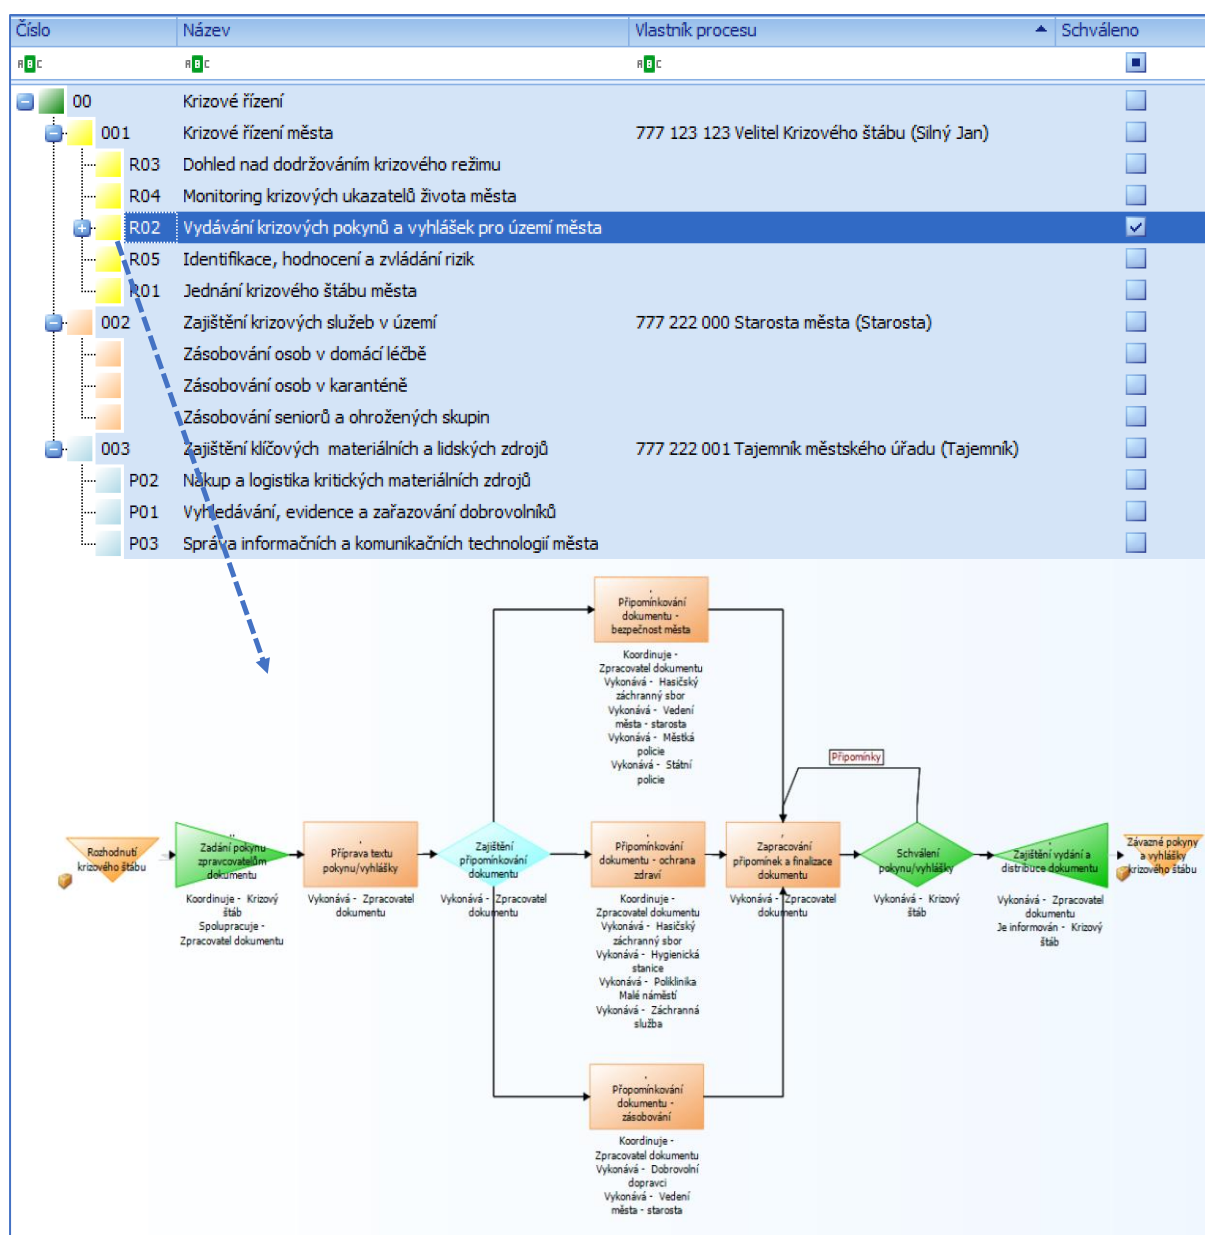 Číslo Název Vlastník procesu Schváleno
ABC ABC ABC
00 Krizové řízení
001 Krizové řízení města 777 123 123 Velitel Krizového štábu (Silný Jan)
R03 Dohled nad dodržováním krizového režimu
R04 Monitoring krizových ukazatelů života města
R02 Vydávání krizových pokynů a vyhlášek pro území města
R05 Identifikace, hodnocení a zvládání rizik
R01 Jednání krizového štábu města
002 Zajištění krizových služeb v území 777 222 000 Starosta města (Starosta)
Zásobování osob v domácí léčbě
Zásobování osob v karanténě
Zásobování seniorů a ohrožených skupin
003 Zajištění klíčových materiálních a lidských zdrojů 777 222 001 Tajemník městského úřadu (Tajemník)
P02 Nákup a logistika kritických materiálních zdrojů
P01 Vyhledávání, evidence a zařazování dobrovolníků
P03 Správa informačních a komunikačních technologií města
Rozhodnutí
krizového štábu
Zadání pokynu
zpravcovatelům
dokumentu
Koordinuje - Krizový
štáb
Spolupracuje -
Zpracovatel dokumentu
Příprava textu
pokynu/vyhlášky
Vykonává - Zpracovatel
dokumentu
Zajištění
připomínkování
dokumentu
Vykonává - Zpracovatel
dokumentu
Připomínkování
dokumentu -
bezpečnost města
Koordinuje -
Zpracovatel dokumentu
Vykonává - Hasičský
záchranný sbor
Vykonává - Vedení
města - starosta
Vykonává - Městká
policie
Vykonává - Státní
policie
Připomínkování
dokumentu - ochrana
zdraví
Koordinuje -
Zpracovatel dokumentu
Vykonává - Hasičský
záchranný sbor
Vykonává - Hygienická
stanice
Vykonává - Poliklinika
Malé náměstí
Vykonává - Záchranná
služba
Přopomínkování
dokumentu -
zásobování
Koordinuje -
Zpracovatel dokumentu
Vykonává - Dobrovolní
dopravci
Vykonává - Vedení
města - starosta
Připomínky
Zapracování
připomínek a finalizace
dokumentu
Vykonává - Zpracovatel
dokumentu
Schválení
pokynu/vyhlášky
Vykonává - Krizový
štáb
Zajištění vydání a
distribuce dokumentu
Vykonává - Zpracovatel
dokumentu
Je informován - Krizový
štáb
Závazné pokyny
a vyhlášky
krizového štábu